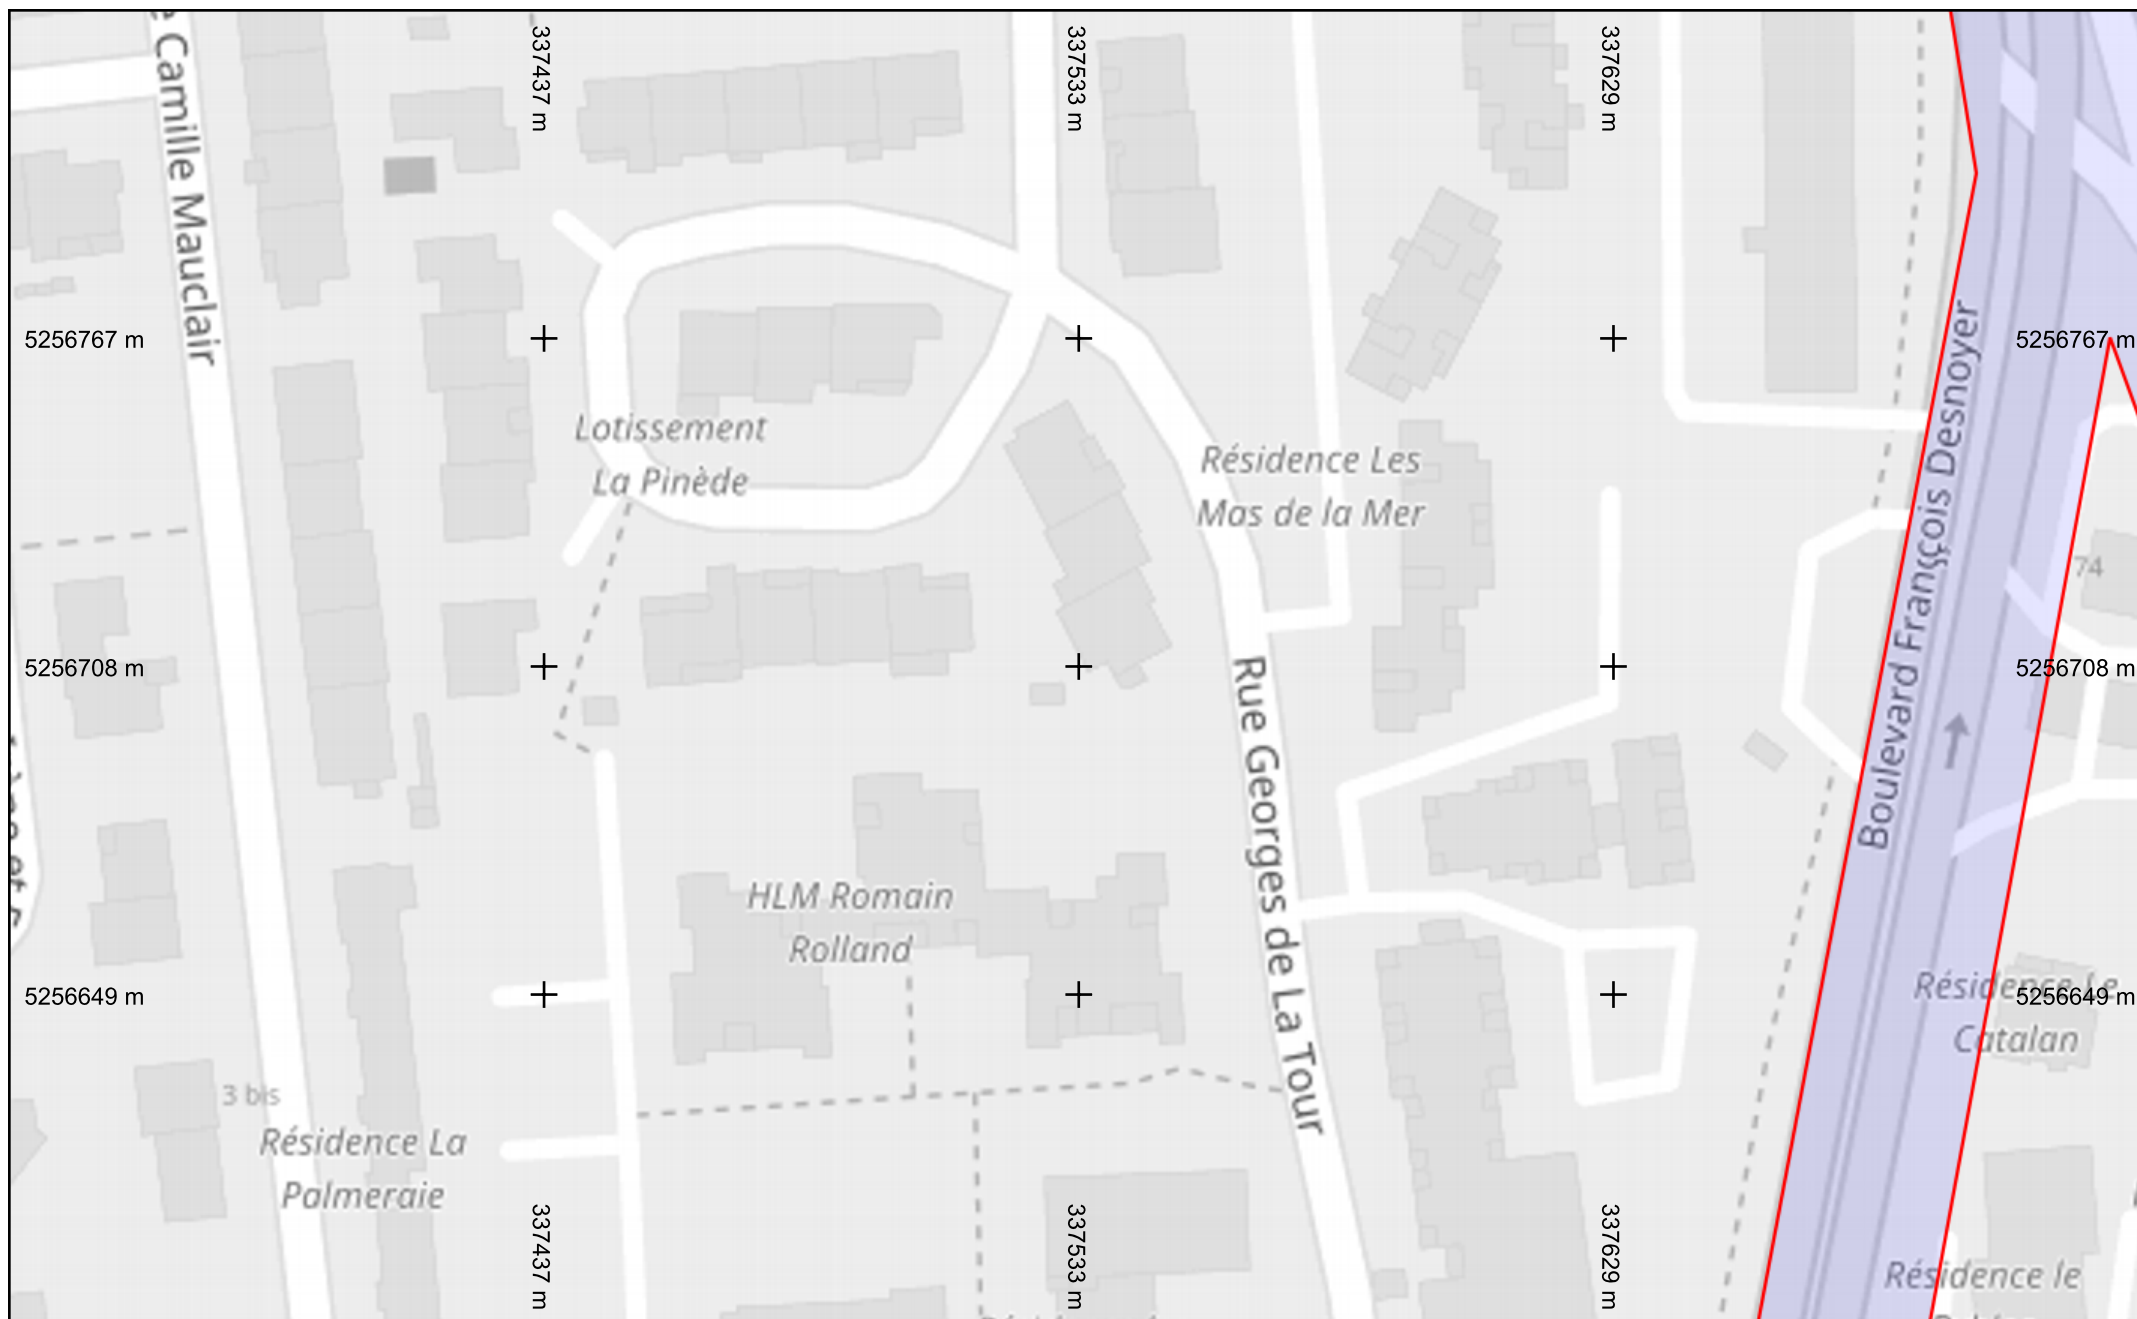 Camille Mauclair
337437 m
337533 m
337629 m
5256767 m
5256767 m
Lotissement
La Pinède
Résidence Les
Mas de la Mer
Boulevard François Desnoyer
74
5256708 m
5256708 m
Rue Georges de La Tour
HLM Romain
Rolland
5256649 m
Résidence Le
5256649 m
Catalan
3 bis
Résidence La
Palmeraie
337437 m
337533 m
337629 m
Résidence le